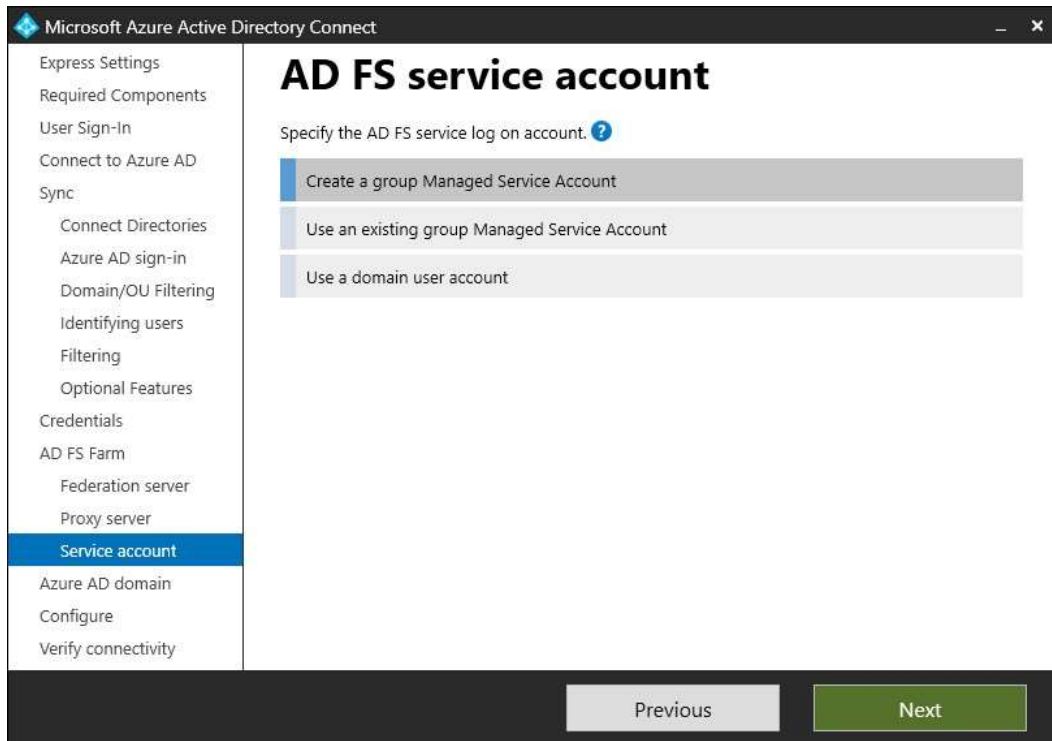 Microsoft Azure Active Directory Connect
Express Settings
Required Components
User Sign-In
Connect to Azure AD
Sync
Connect Directories
Azure AD sign-in
Domain/OU Filtering
Identifying users
Filtering
Optional Features
Credentials
AD FS Farm
Federation server
Proxy server
Service account
Azure AD domain
Configure
Verify connectivity
AD FS service account
Specify the AD FS service log on account. ?
Create a group Managed Service Account
Use an existing group Managed Service Account
Use a domain user account
Previous
Next